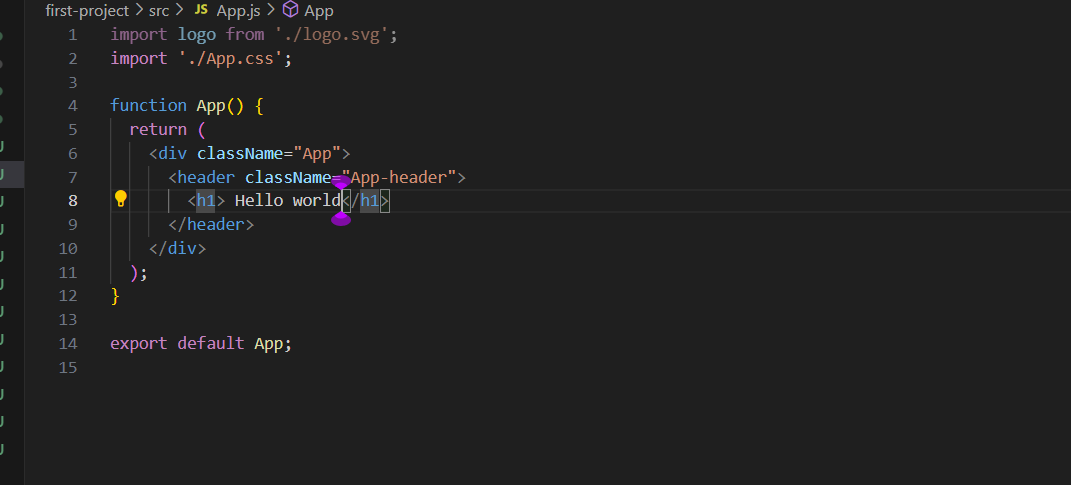 first-project > src > JS App.js > App
1 import logo from './logo.svg';
2 import './App.css';
3
4 function App() {
5   return (
6     <div className="App">
7       <header className="App-header">
8         <h1> Hello world</h1>
9       </header>
10     </div>
11   );
12 }
13
14 export default App;
15